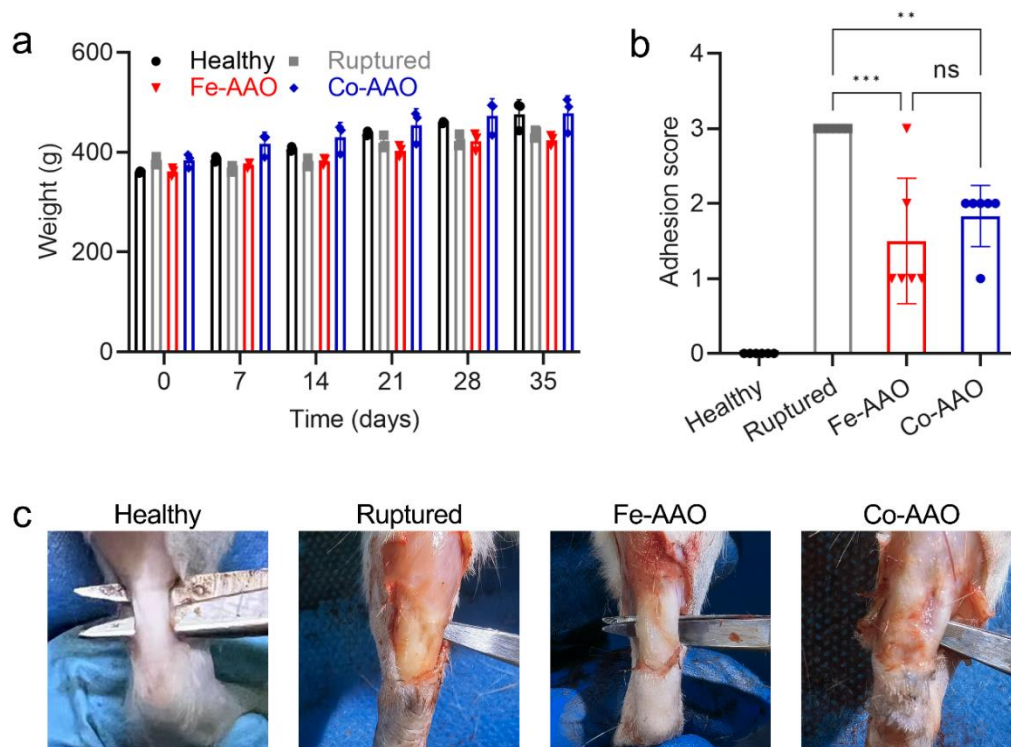 a
Weight (g)
600
400
200
0
Healthy
Ruptured
Fe-AAO
Co-AAO
0 7 14 21 28 35
Time (days)
b
Adhesion score
4
3
2
1
0
**
***
ns
Healthy
Ruptured
Fe-AAO
Co-AAO
c
Healthy
Ruptured
Fe-AAO
Co-AAO